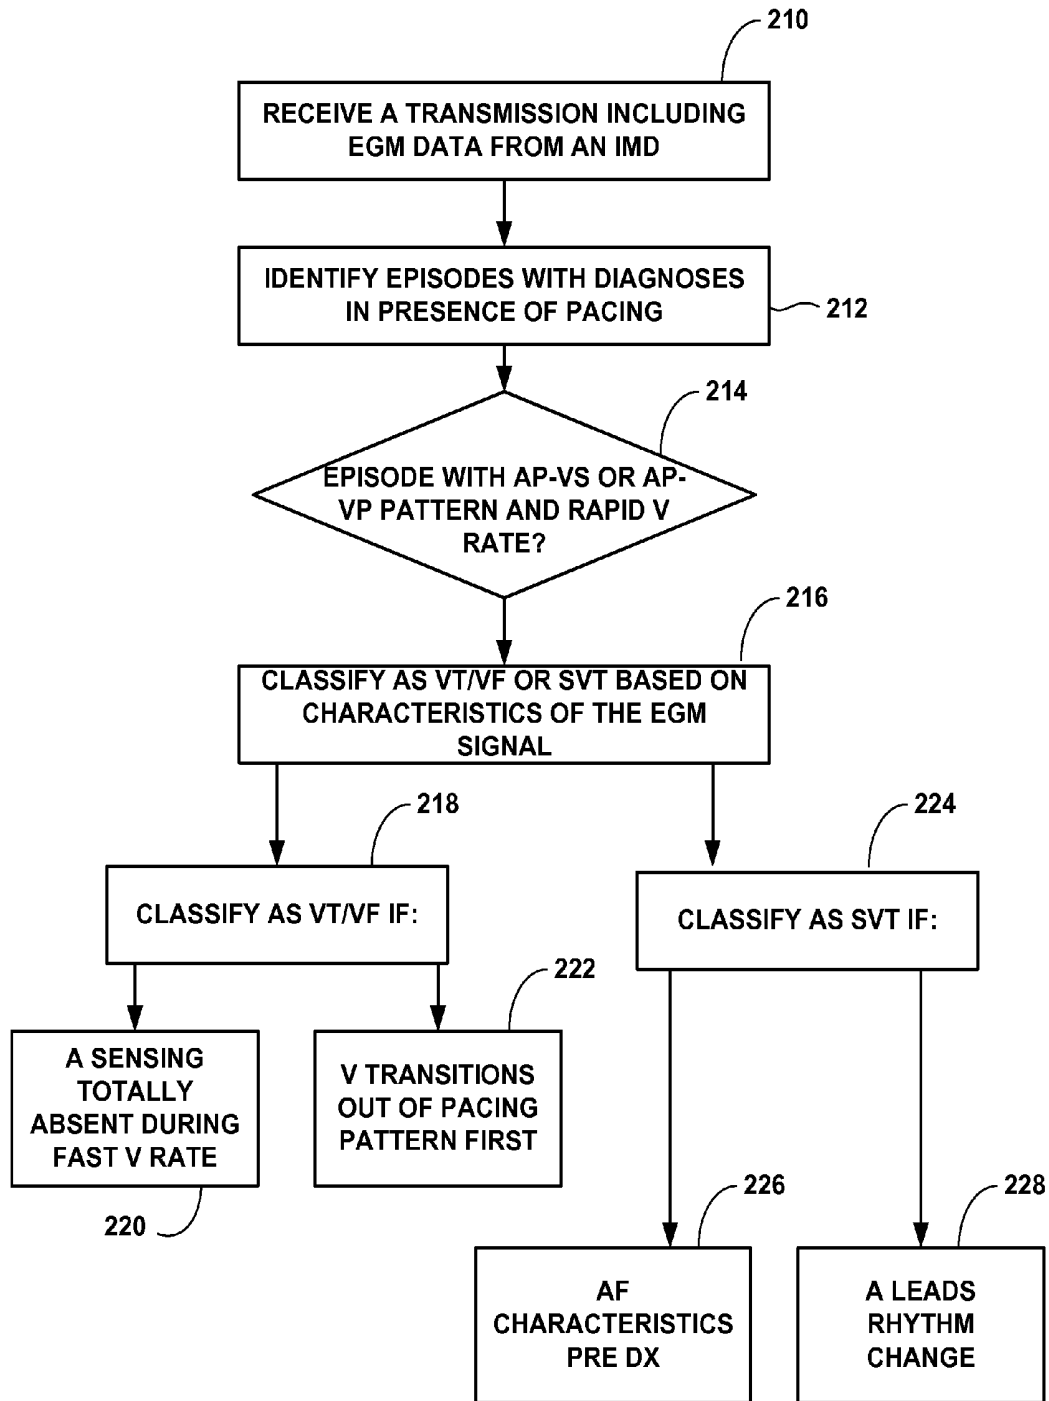 210
RECEIVE A TRANSMISSION INCLUDING
EGM DATA FROM AN IMD
IDENTIFY EPISODES WITH DIAGNOSES
IN PRESENCE OF PACING
212
214
EPISODE WITH AP-VS OR AP-
VP PATTERN AND RAPID V
RATE?
216
CLASSIFY AS VT/VF OR SVT BASED ON
CHARACTERISTICS OF THE EGM
SIGNAL
218
CLASSIFY AS VT/VF IF:
224
CLASSIFY AS SVT IF:
A SENSING
TOTALLY
ABSENT DURING
FAST V RATE
220
222
V TRANSITIONS
OUT OF PACING
PATTERN FIRST
226
AF
CHARACTERISTICS
PRE DX
228
A LEADS
RHYTHM
CHANGE